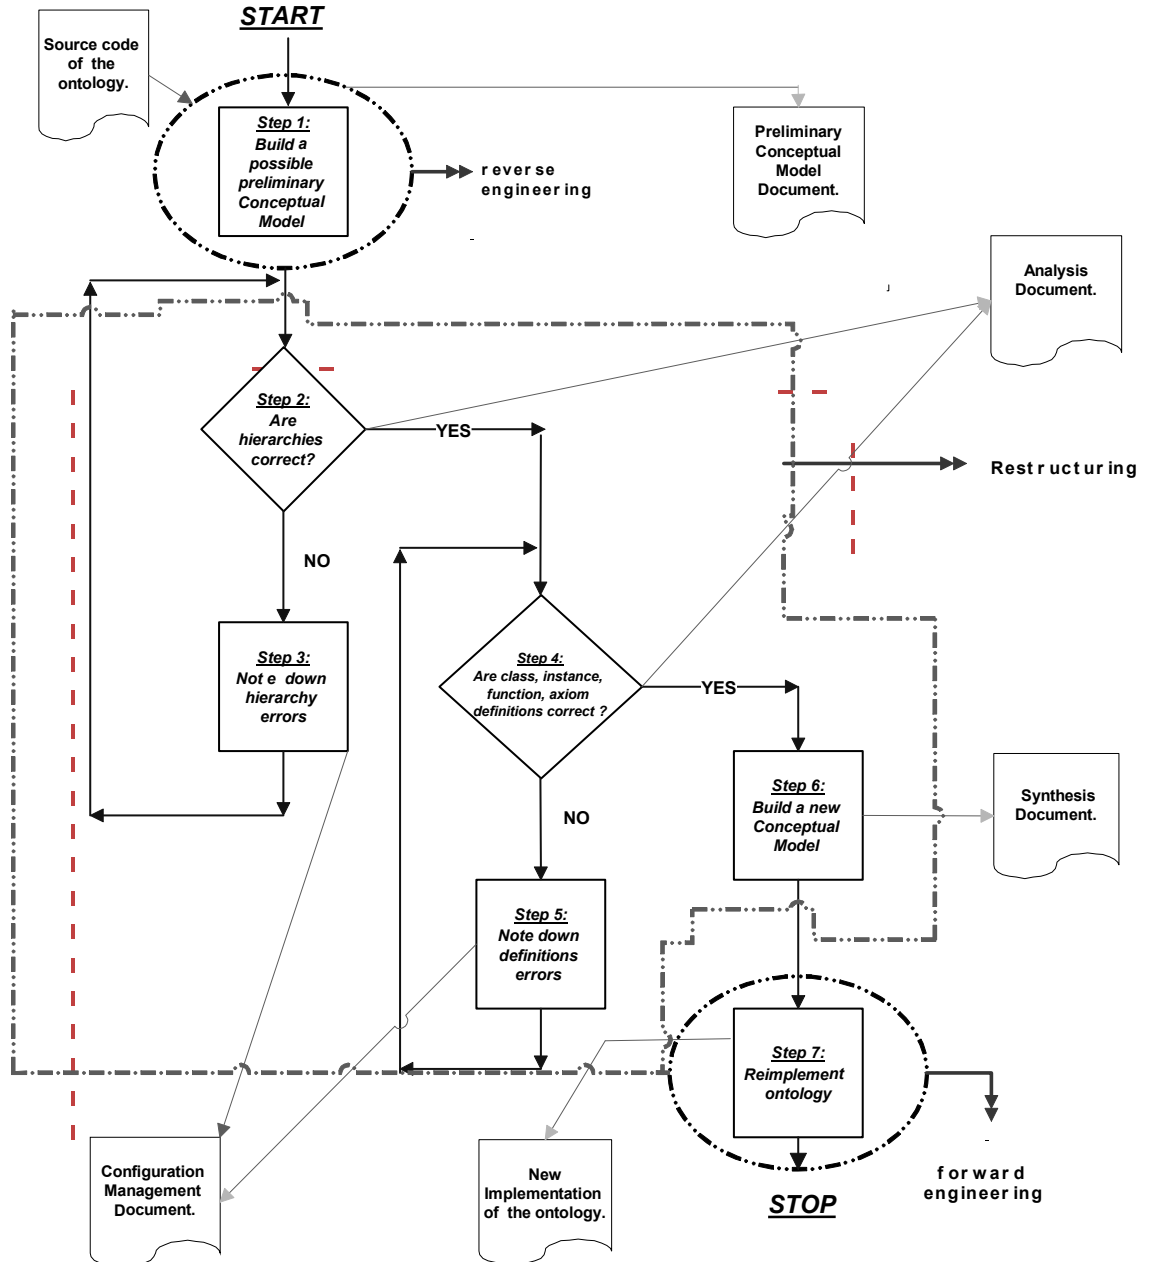 START
Source code
of the
ontology.
Step 1:
Build a
possible
preliminary
Conceptual
Model
Preliminary
Conceptual
Model
Document.
reverse
engineering
Analysis
Document.
Step 2:
Are
hierarchies
correct?
YES
Restructuring
NO
Step 3:
Note down
hierarchy
errors
Step 4:
Are class, instance,
function, axiom
definitions correct ?
YES
Step 6:
Build a new
Conceptual
Model
Synthesis
Document.
NO
Step 5:
Note down
definitions
errors
Step 7:
Reimplement
ontology
Configuration
Management
Document.
New
Implementation
of the ontology.
STOP
forward
engineering